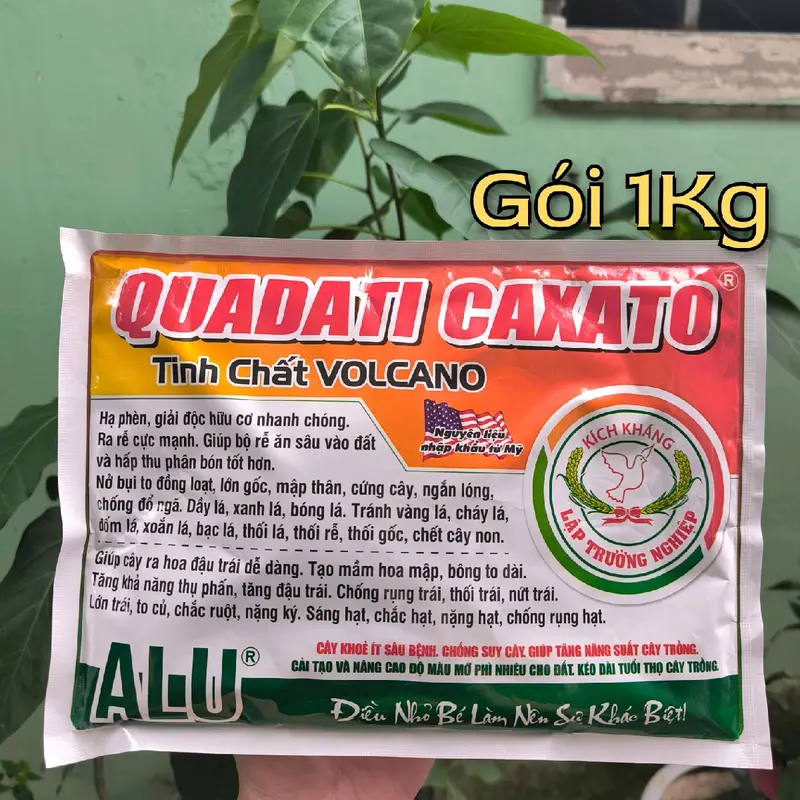 Gói 1Kg
QUADATI CAXATO®
Tinh Chất VOLCANO
Hạ phèn, giải độc hữu cơ nhanh chóng.
Ra rễ cực mạnh. Giúp bộ rễ ăn sâu vào đất
và hấp thu phân bón tốt hơn.
Nguyên liệu
nhập khẩu từ Mỹ
Nở bụi to đồng loạt, lớn gốc, mập thân, cứng cây, ngắn lóng,
chống đổ ngã. Dầy lá, xanh lá, bóng lá. Tránh vàng lá, cháy lá,
đốm lá, xoắn lá, bạc lá, thối lá, thối rễ, thối gốc, chết cây non.
KÍCH KHÁNG
LẬP TRƯỜNG NGHIỆP
Giúp cây ra hoa đậu trái dễ dàng. Tạo mầm hoa mập, bông to dài.
Tăng khả năng thụ phấn, tăng đậu trái. Chống rụng trái, thối trái, nứt trái.
Lớn trái, to củ, chắc ruột, nặng ký. Sáng hạt, chắc hạt, nặng hạt, chống rụng hạt.
CÂY KHOẺ ÍT SÂU BỆNH. CHỐNG SUY CÂY. GIÚP TĂNG NĂNG SUẤT CÂY TRỒNG.
CẢI TẠO VÀ NÂNG CAO ĐỘ MÀU MỠ PHÌ NHIÊU CHO ĐẤT. KÉO DÀI TUỔI THỌ CÂY TRỒNG.
ALU®
Điều Nhỏ Bé Làm Nên Sự Khác Biệt!